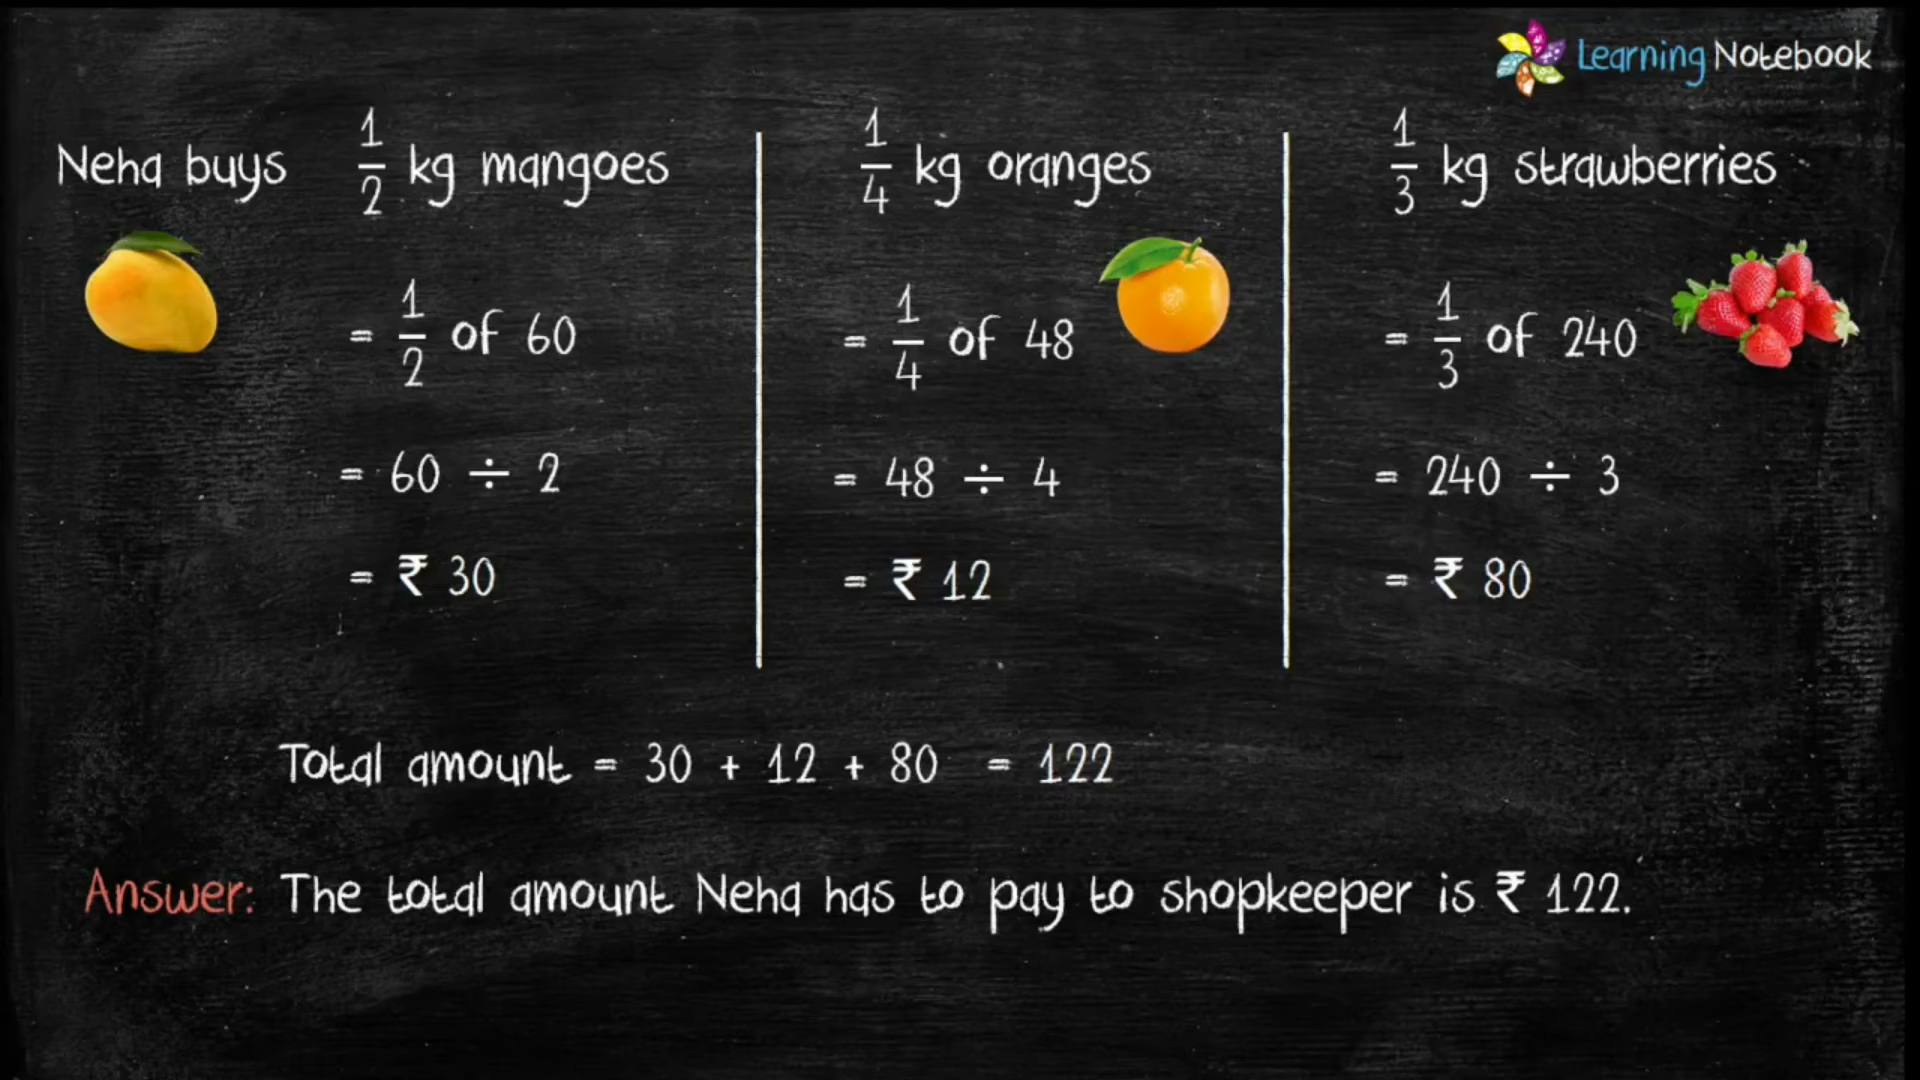 Learning Notebook
Neha buys 1/2 kg mangoes
= 1/2 of 60
= 60 ÷ 2
= ₹ 30
1/4 kg oranges
= 1/4 of 48
= 48 ÷ 4
= ₹ 12
1/3 kg strawberries
= 1/3 of 240
= 240 ÷ 3
= ₹ 80
Total amount = 30 + 12 + 80 = 122
Answer: The total amount Neha has to pay to shopkeeper is ₹ 122.